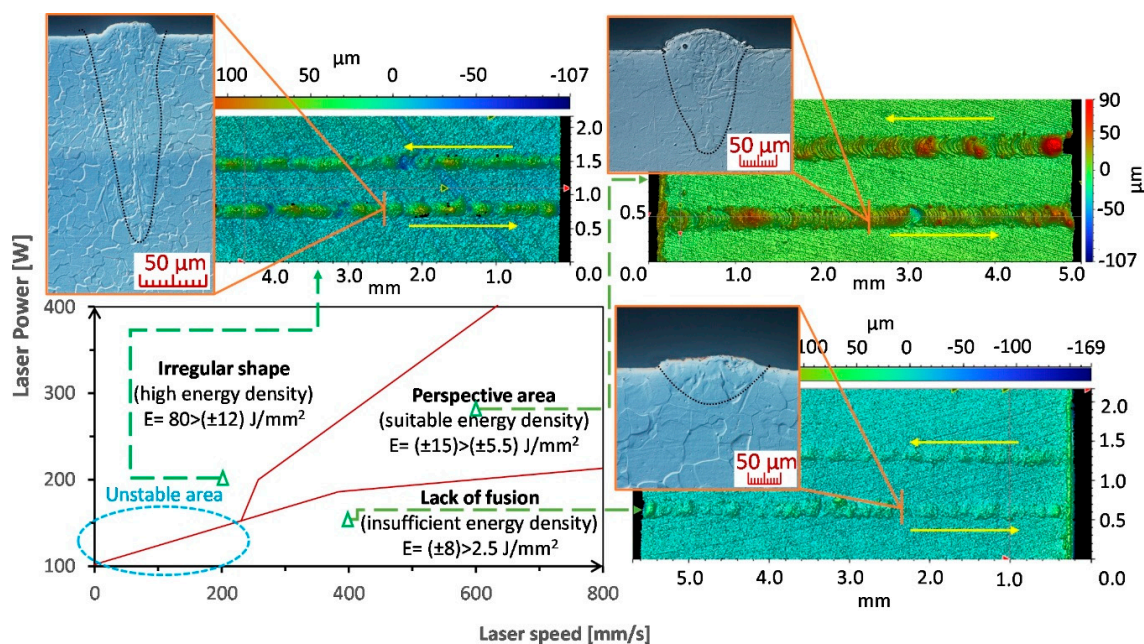 µm
100 50 0 -50 -107
50 µm
2.0
1.5
1.0
0.5
0.0
4.0 3.0 2.0 1.0
mm
50 µm
0.5
0.0
1.0 2.0 3.0 4.0 5.0
mm
90
50
0
-50
-107
µm
Laser Power [W]
400
300
200
100
0 200 400 600 800
Laser speed [mm/s]
Irregular shape
(high energy density)
E= 80>(±12) J/mm²
Perspective area
(suitable energy density)
E= (±15)>(±5.5) J/mm²
Unstable area
Lack of fusion
(insufficient energy density)
E= (±8)>2.5 J/mm²
50 µm
µm
100 50 0 -50 -100 -169
2.0
1.5
1.0
0.5
0.0
5.0 4.0 3.0 2.0 1.0
mm